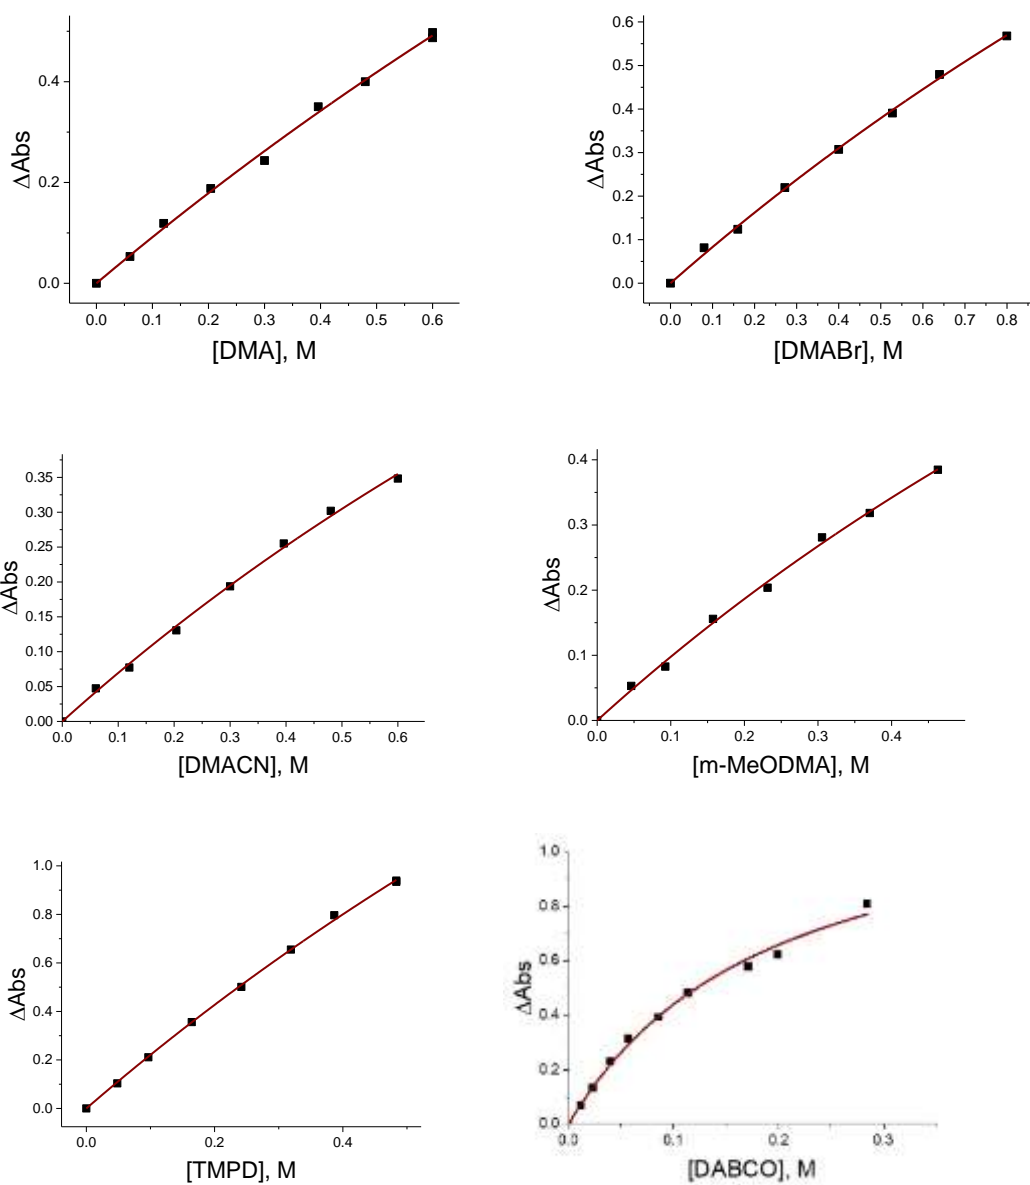 ΔAbs
0.4
0.2
0.0
0.0 0.1 0.2 0.3 0.4 0.5 0.6
[DMA], M
ΔAbs
0.6
0.5
0.4
0.3
0.2
0.1
0.0
0.0 0.1 0.2 0.3 0.4 0.5 0.6 0.7 0.8
[DMABr], M
ΔAbs
0.35
0.30
0.25
0.20
0.15
0.10
0.05
0.00
0.0 0.1 0.2 0.3 0.4 0.5 0.6
[DMACN], M
ΔAbs
0.4
0.3
0.2
0.1
0.0
0.0 0.1 0.2 0.3 0.4
[m-MeODMA], M
ΔAbs
1.0
0.8
0.6
0.4
0.2
0.0
0.0 0.2 0.4
[TMPD], M
ΔAbs
1.0
0.8
0.6
0.4
0.2
0.0
0.0 0.1 0.2 0.3
[DABCO], M